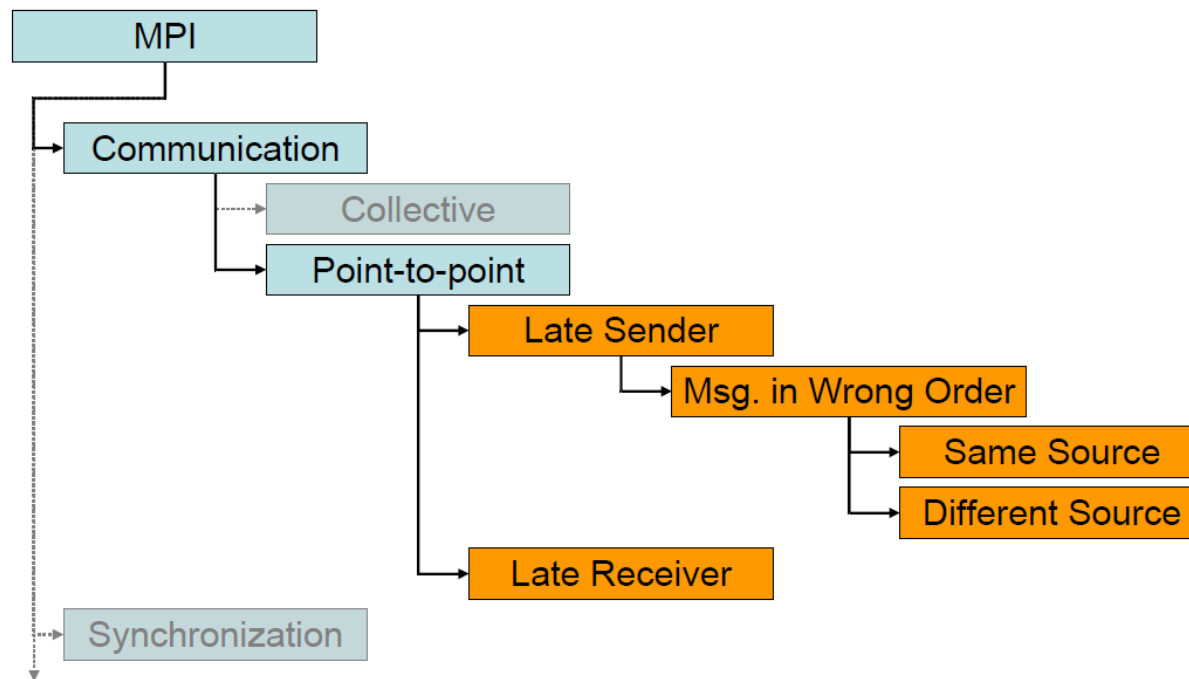 MPI
Communication
Collective
Point-to-point
Late Sender
Msg. in Wrong Order
Same Source
Different Source
Late Receiver
Synchronization